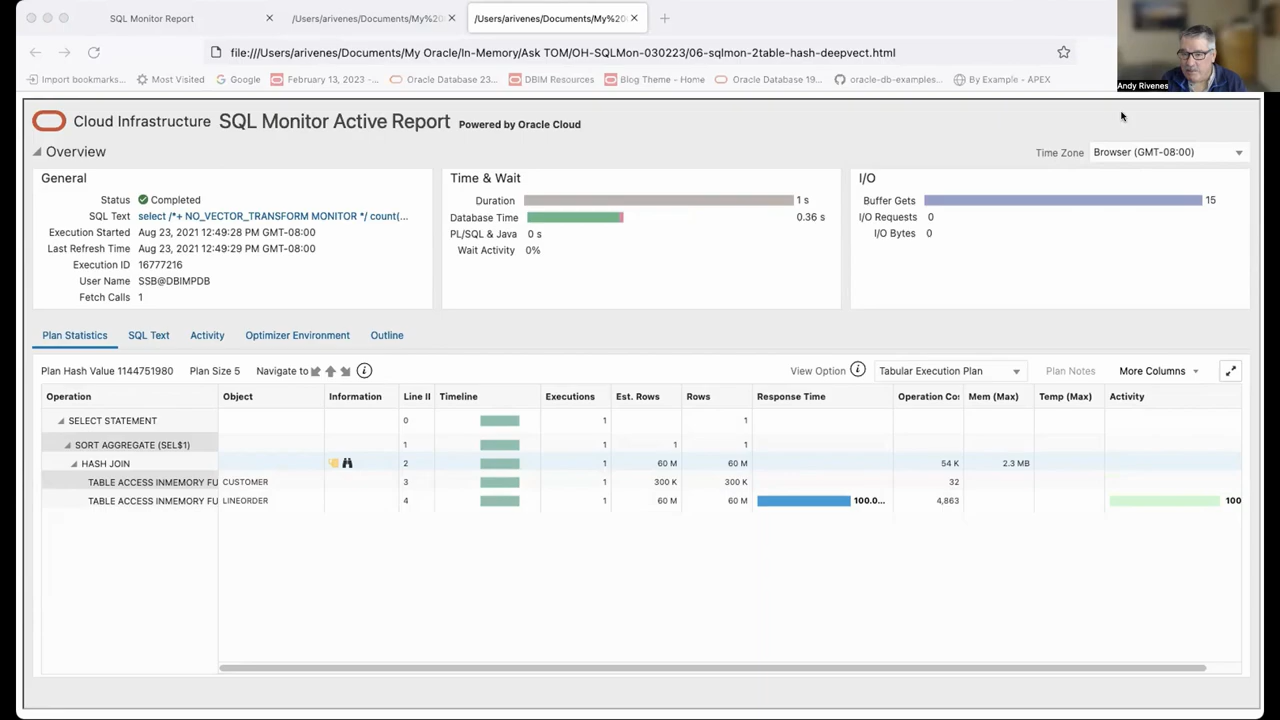 SQL Monitor Report
/Users/arivenes/Documents/My%20
/Users/arivenes/Documents/My%20
file:///Users/arivenes/Documents/My Oracle/In-Memory/Ask TOM/OH-SQLMon-030223/06-sqlmon-2table-hash-deepvect.html
Import bookmarks... Most Visited Google February 13, 2023 -... Oracle Database 23... DBIM Resources Blog Theme - Home Oracle Database 19... oracle-db-examples... By Example - APEX
Andy Rivenes
Cloud Infrastructure SQL Monitor Active Report Powered by Oracle Cloud
Overview
Time Zone Browser (GMT-08:00)
General
Status Completed
SQL Text select /*+ NO_VECTOR_TRANSFORM MONITOR */ count(...
Execution Started Aug 23, 2021 12:49:28 PM GMT-08:00
Last Refresh Time Aug 23, 2021 12:49:29 PM GMT-08:00
Execution ID 16777216
User Name SSB@DBIMPDB
Fetch Calls 1
Time & Wait
Duration 1 s
Database Time 0.36 s
PL/SQL & Java 0 s
Wait Activity 0%
I/O
Buffer Gets 15
I/O Requests 0
I/O Bytes 0
Plan Statistics SQL Text Activity Optimizer Environment Outline
Plan Hash Value 1144751980 Plan Size 5 Navigate to View Option Tabular Execution Plan Plan Notes More Columns
Operation Object Information Line II Timeline Executions Est. Rows Rows Response Time Operation Cos Mem (Max) Temp (Max) Activity
SELECT STATEMENT 0 1 1
SORT AGGREGATE (SEL$1) 1 1 1 1
HASH JOIN 2 1 60 M 60 M 54 K 2.3 MB
TABLE ACCESS INMEMORY FU CUSTOMER 3 1 300 K 300 K 32
TABLE ACCESS INMEMORY FU LINEORDER 4 1 60 M 60 M 100.0... 4,863 100